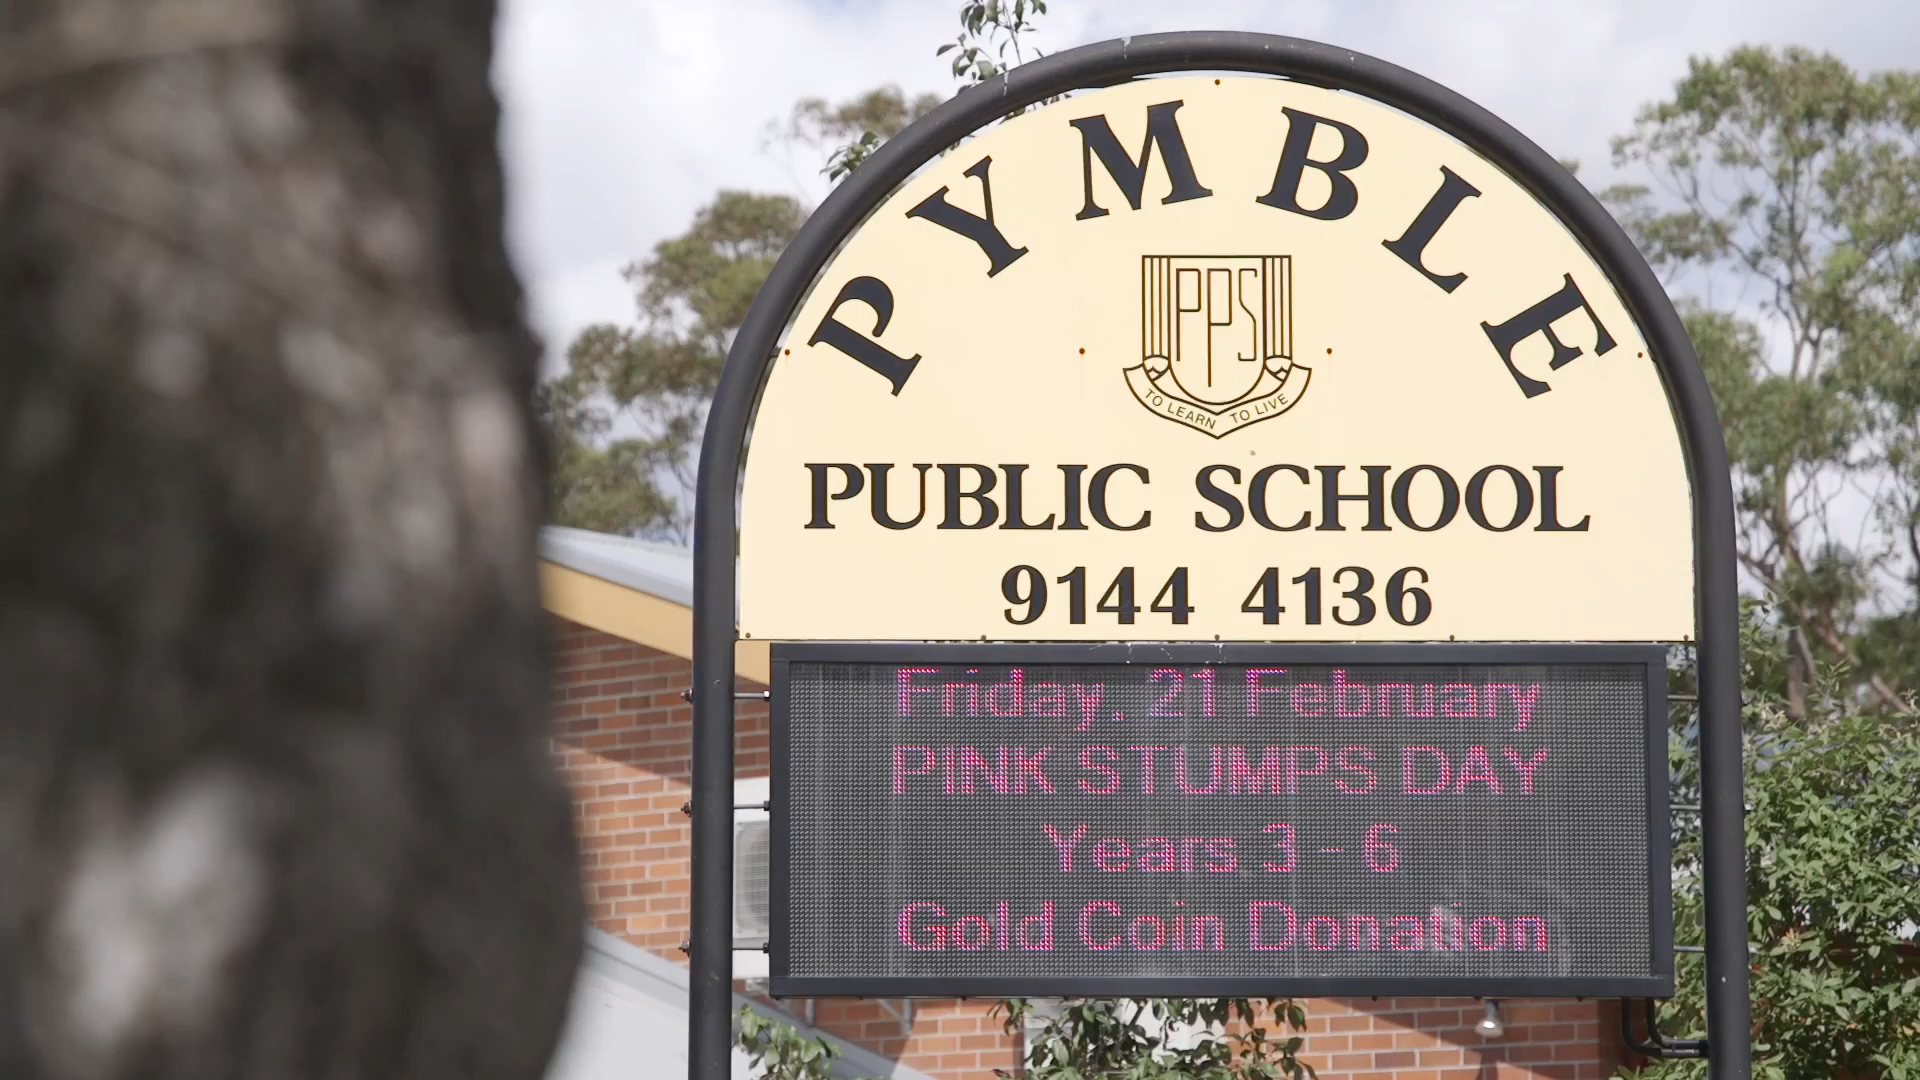 PYMBLE
PPS
TO LEARN TO LIVE
PUBLIC SCHOOL
9144 4136
Friday, 21 February
PINK STUMPS DAY
Years 3 - 6
Gold Coin Donation